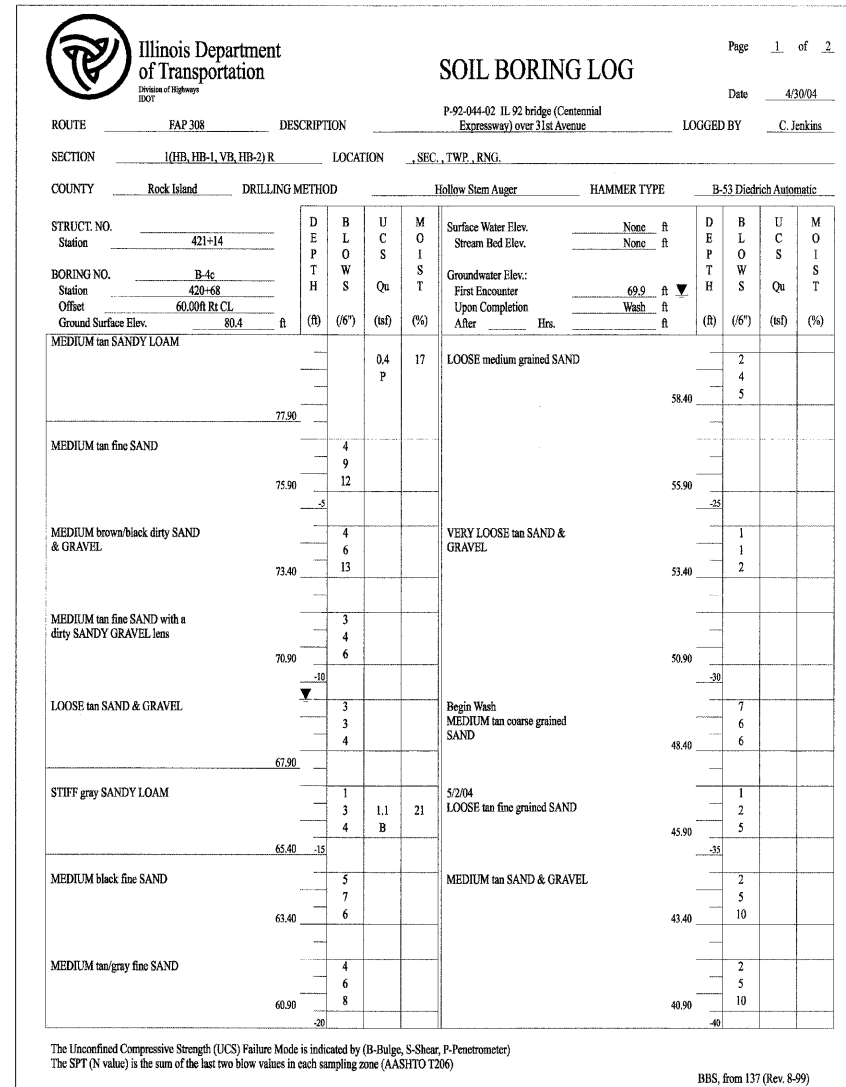 Illinois Department
of Transportation
Division of Highways
IDOT
SOIL BORING LOG
Page 1 of 2
Date 4/30/04
ROUTE FAP 308 DESCRIPTION P-92-044-02 IL 92 bridge (Centennial
Expressway) over 31st Avenue LOGGED BY C. Jenkins
SECTION 1(HB, HB-1, VB, HB-2) R LOCATION , SEC. , TWP. , RNG.
COUNTY Rock Island DRILLING METHOD Hollow Stem Auger HAMMER TYPE B-53 Diedrich Automatic
STRUCT. NO.
Station 421+14
BORING NO. B-4c
Station 420+68
Offset 60.00ft Rt CL
Ground Surface Elev. 80.4 ft
DEPTH (ft)
BLOWS (/6")
UCS Qu (tsf)
MOIST (%)
Surface Water Elev. None ft
Stream Bed Elev. None ft
Groundwater Elev.:
First Encounter 69.9 ft ▼
Upon Completion Wash ft
After Hrs. ft
DEPTH (ft)
BLOWS (/6")
UCS Qu (tsf)
MOIST (%)
MEDIUM tan SANDY LOAM
0.4 17
P
77.90
MEDIUM tan fine SAND 4
9
75.90 12
-5
MEDIUM brown/black dirty SAND 4
& GRAVEL 6
73.40 13
MEDIUM tan fine SAND with a 3
dirty SANDY GRAVEL lens 4
70.90 6
-10
▼
LOOSE tan SAND & GRAVEL 3
3
4
67.90
STIFF gray SANDY LOAM 1
3 1.1 21
4 B
65.40 -15
MEDIUM black fine SAND 5
7
63.40 6
MEDIUM tan/gray fine SAND 4
6
60.90 8
-20
LOOSE medium grained SAND 2
4
58.40 5
55.90
-25
VERY LOOSE tan SAND & 1
GRAVEL 1
53.40 2
50.90
-30
Begin Wash 7
MEDIUM tan coarse grained 6
SAND 6
48.40
5/2/04 1
LOOSE tan fine grained SAND 2
45.90 5
-35
MEDIUM tan SAND & GRAVEL 2
5
43.40 10
2
5
40.90 10
-40
The Unconfined Compressive Strength (UCS) Failure Mode is indicated by (B-Bulge, S-Shear, P-Penetrometer)
The SPT (N value) is the sum of the last two blow values in each sampling zone (AASHTO T206)
BBS, from 137 (Rev. 8-99)